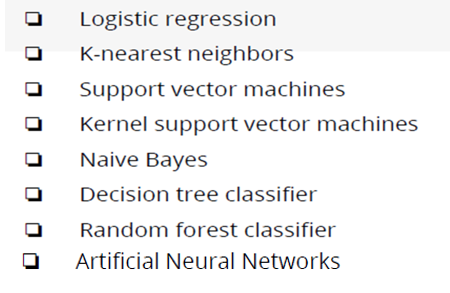 ❏ Logistic regression
❏ K-nearest neighbors
❏ Support vector machines
❏ Kernel support vector machines
❏ Naive Bayes
❏ Decision tree classifier
❏ Random forest classifier
❏ Artificial Neural Networks